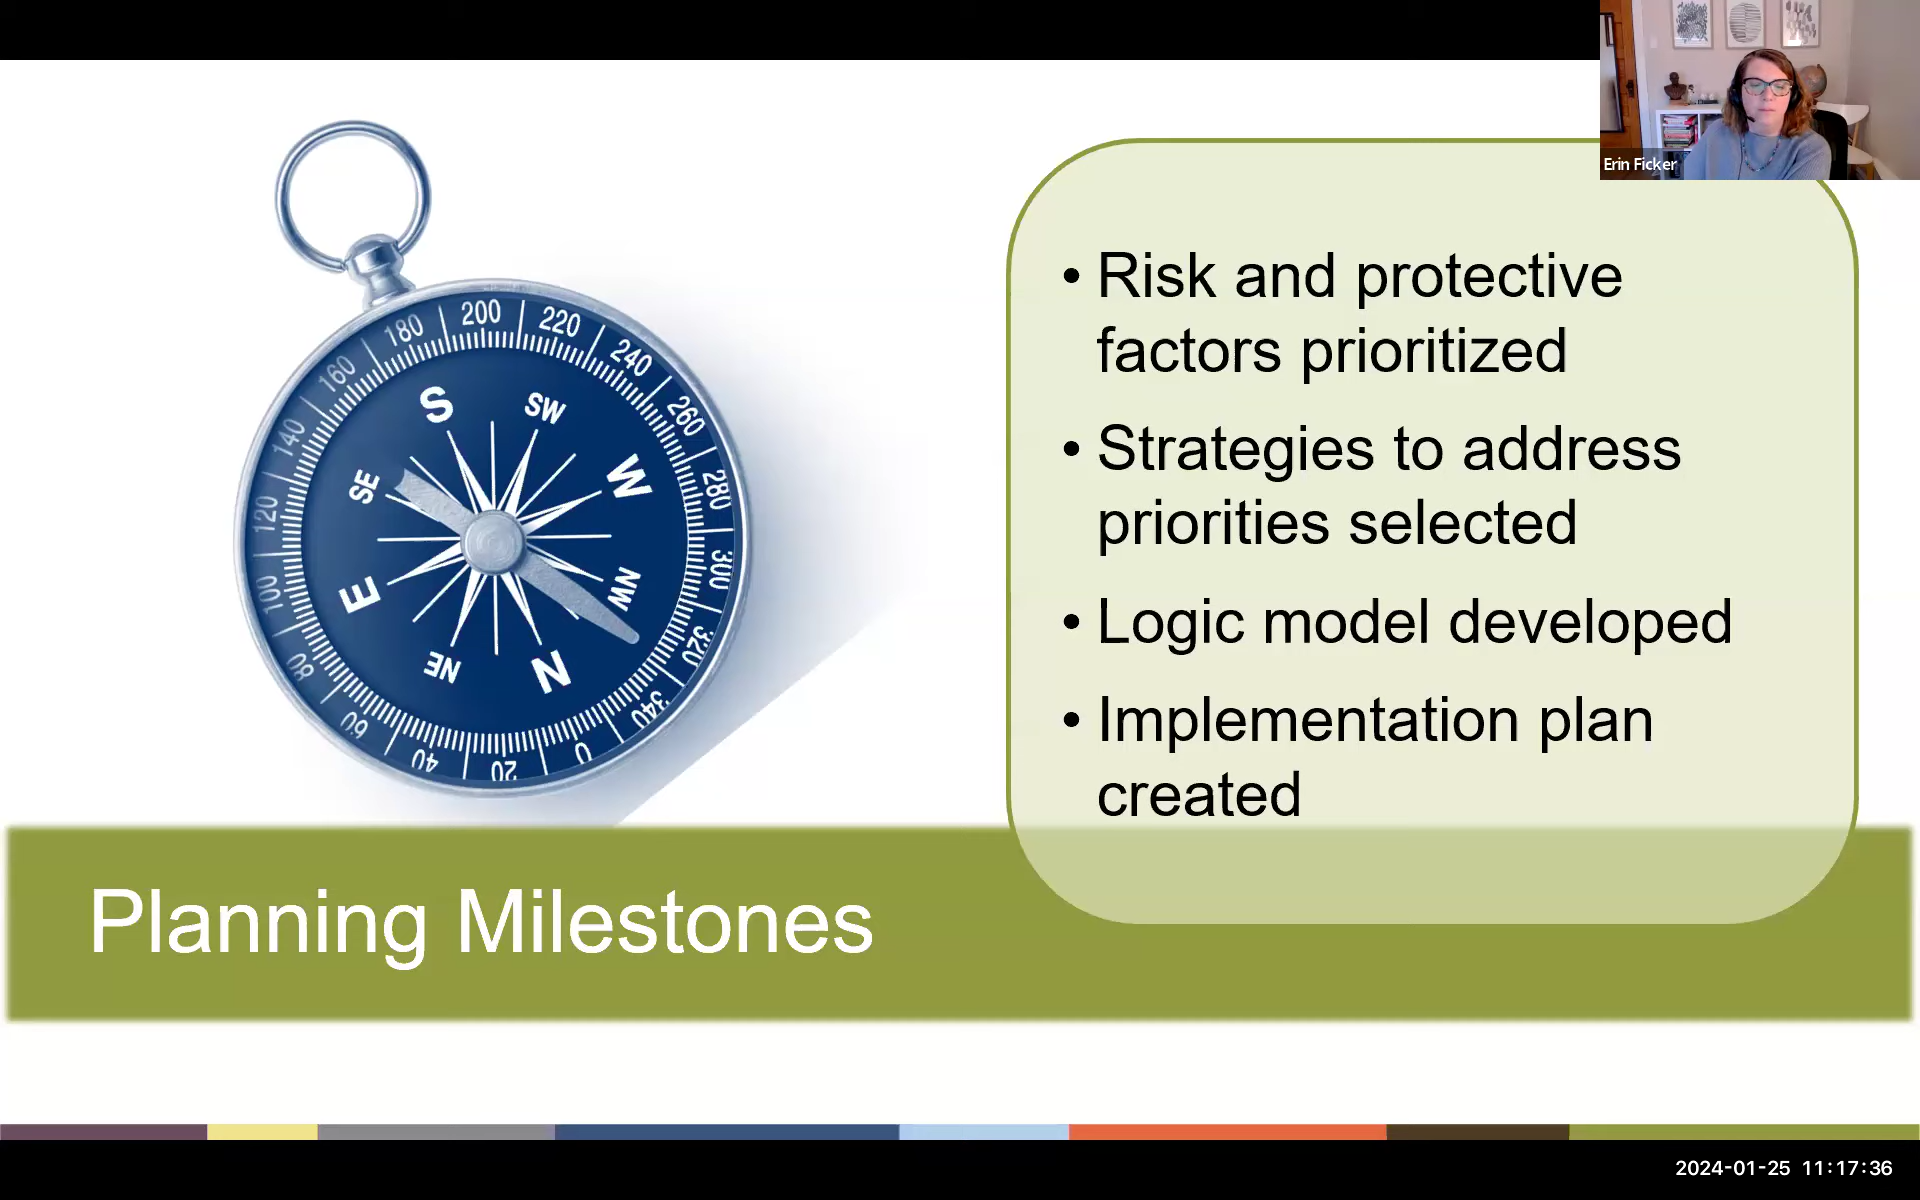 Erin Ficker
• Risk and protective
factors prioritized
• Strategies to address
priorities selected
• Logic model developed
• Implementation plan
created
180
200
220
240
260
280
300
320
340
0
20
40
60
80
100
120
140
160
S
SW
W
NW
N
NE
E
SE
Planning Milestones
2024-01-25 11:17:36